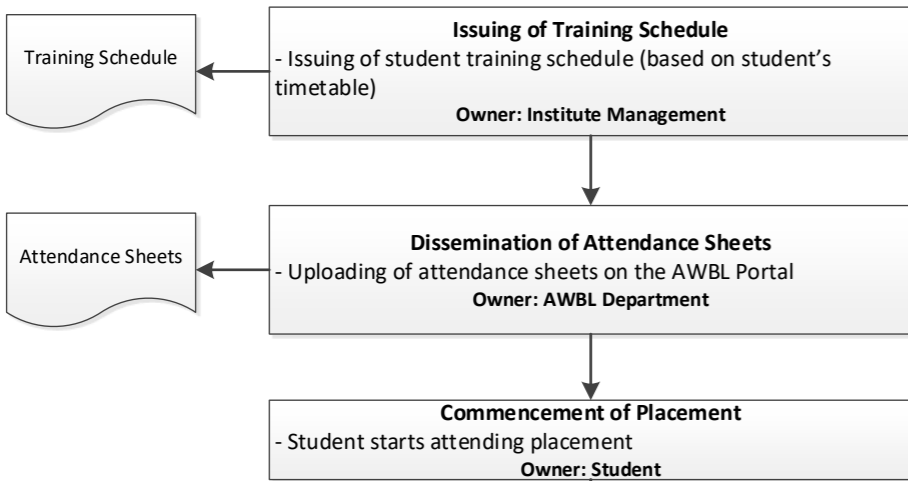 Training Schedule
Issuing of Training Schedule
- Issuing of student training schedule (based on student’s
timetable)
Owner: Institute Management
Attendance Sheets
Dissemination of Attendance Sheets
- Uploading of attendance sheets on the AWBL Portal
Owner: AWBL Department
Commencement of Placement
- Student starts attending placement
Owner: Student